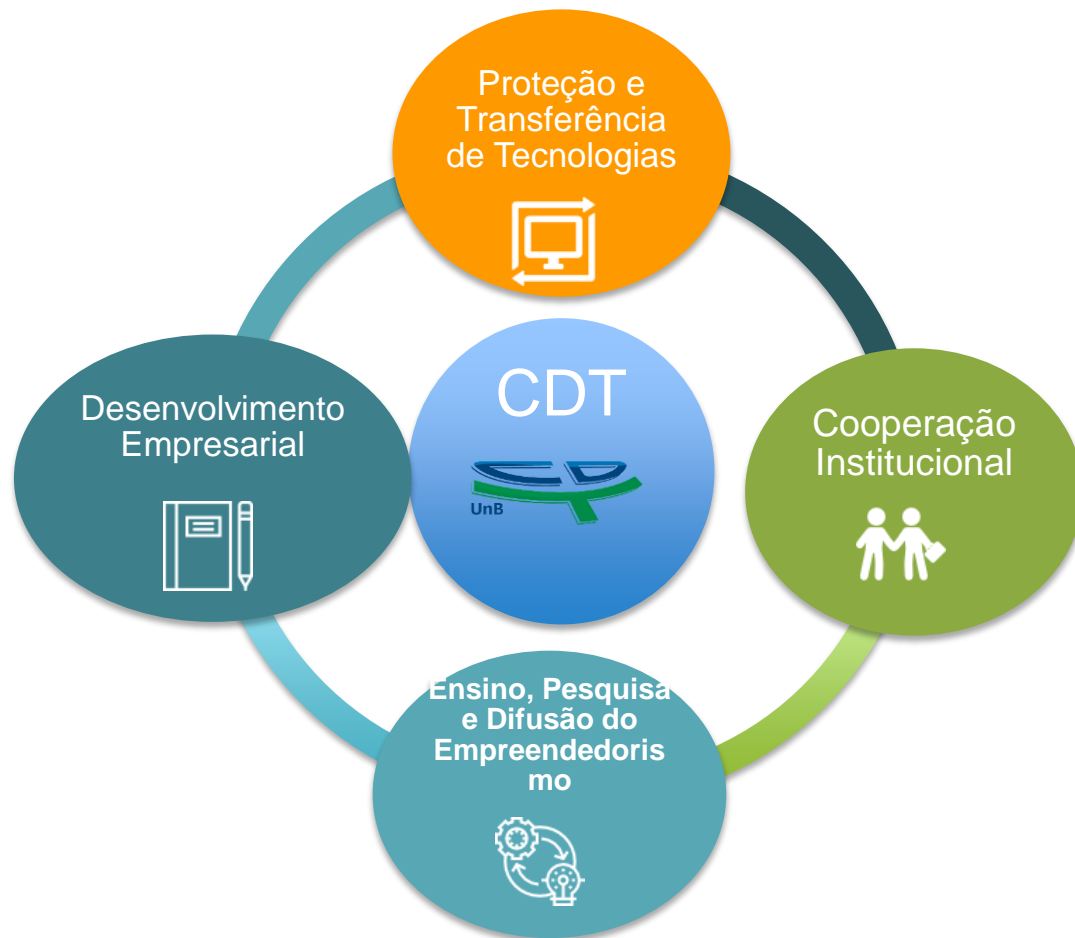 Proteção e
Transferência
de Tecnologias
CDT
UnB
Desenvolvimento
Empresarial
Cooperação
Institucional
Ensino, Pesquisa
e Difusão do
Empreendedoris
mo